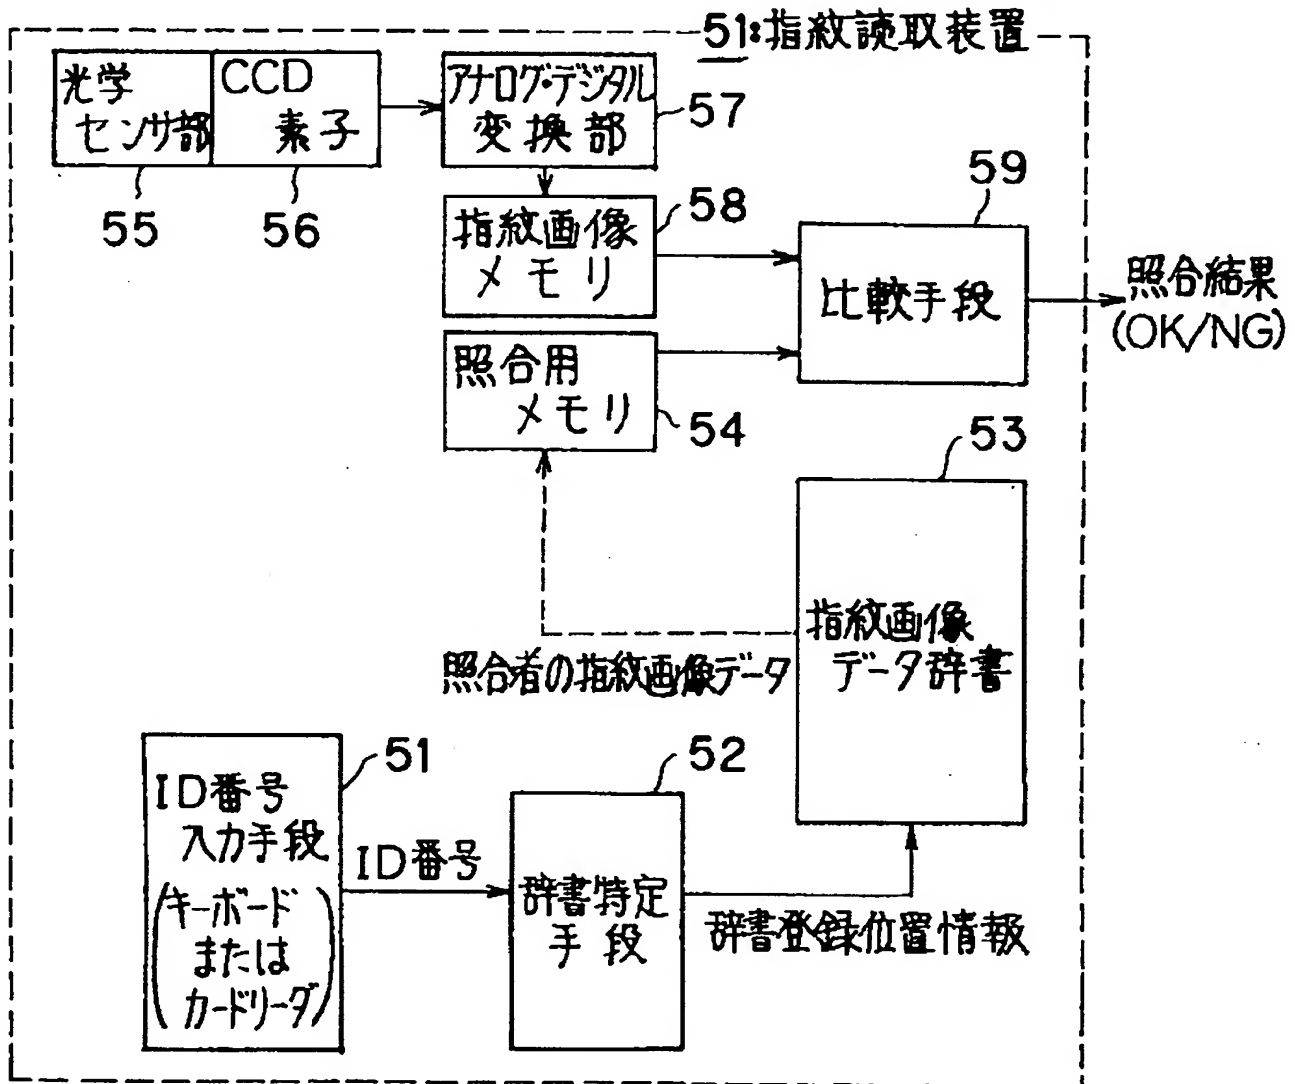 51:指紋読取装置
光学
センサ部
CCD
素子
アナログ・デジタル
変換部
57
55
56
指紋画像
メモリ
58
59
比較手段
照合結果
(OK/NG)
照合用
メモリ
54
53
指紋画像
データ辞書
照合者の指紋画像データ
51
ID番号
入力手段
(キーボード
または
カードリーダ)
ID番号
52
辞書特定
手段
辞書登録位置情報